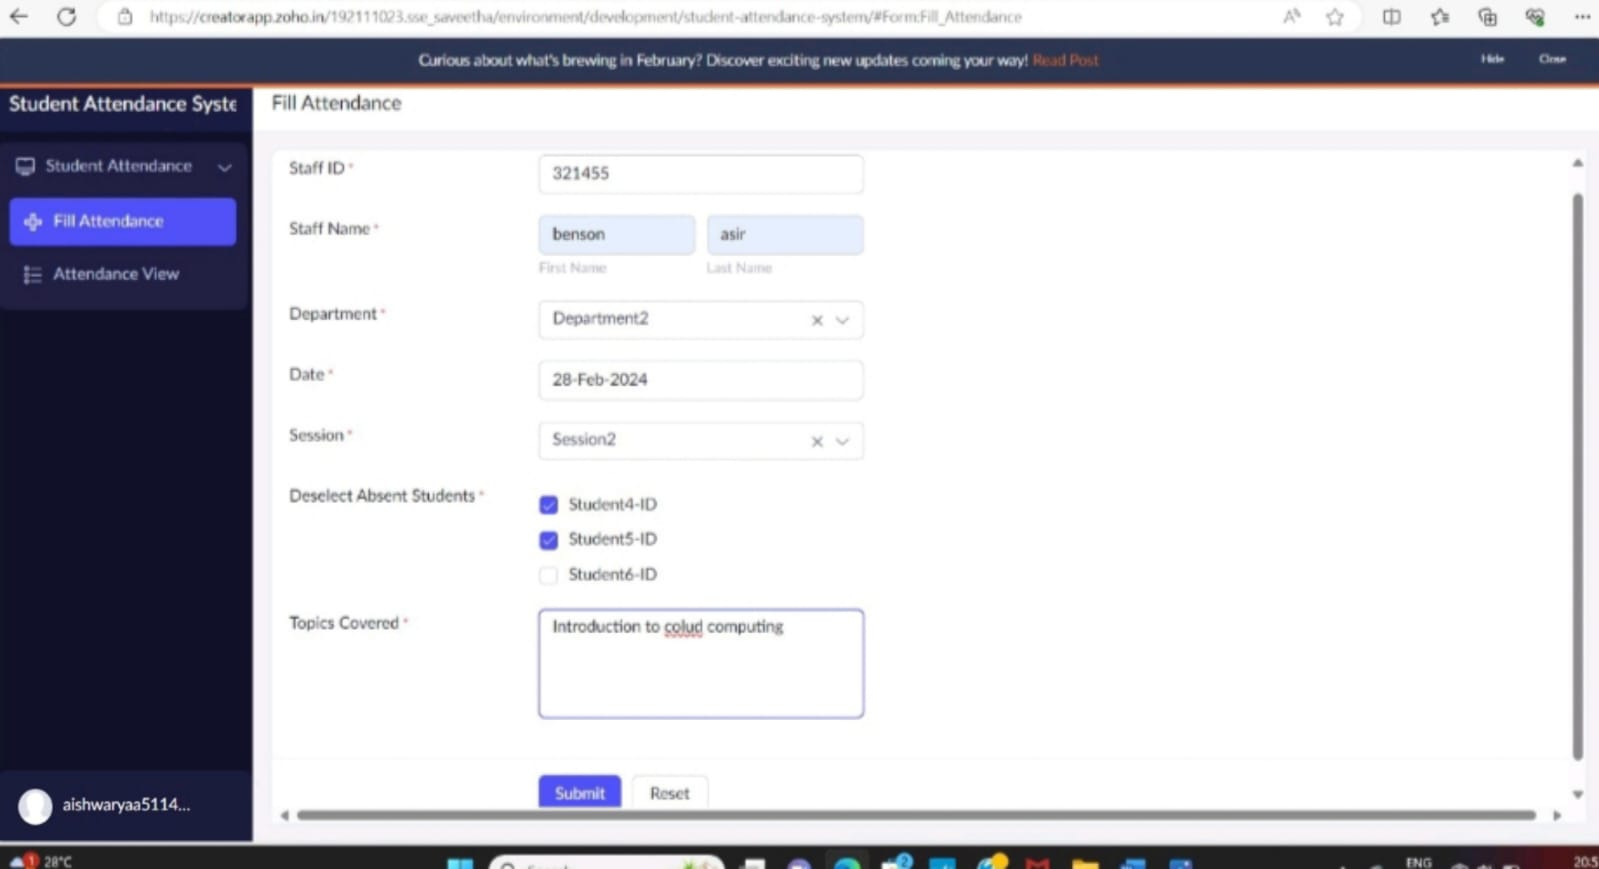 https://creatorapp.zoho.in/192111023.sse_saveetha/environment/development/student-attendance-system/#Form:Fill_Attendance
Curious about what's brewing in February? Discover exciting new updates coming your way! Read Post
Hide Close
Student Attendance Syste
Fill Attendance
Student Attendance
Fill Attendance
Attendance View
Staff ID *
321455
Staff Name *
benson asir
First Name Last Name
Department *
Department2
Date *
28-Feb-2024
Session *
Session2
Deselect Absent Students *
Student4-ID
Student5-ID
Student6-ID
Topics Covered *
Introduction to colud computing
Submit Reset
aishwaryaa5114...
1 28°C
2
ENG
20:5